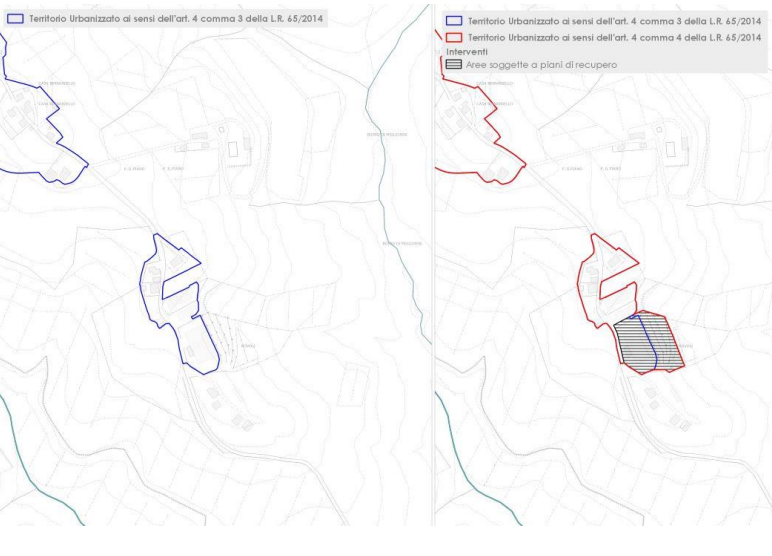 Territorio Urbanizzato ai sensi dell'art. 4 comma 3 della L.R. 65/2014
Territorio Urbanizzato ai sensi dell'art. 4 comma 3 della L.R. 65/2014
Territorio Urbanizzato ai sensi dell'art. 4 comma 4 della L.R. 65/2014
Interventi
Aree soggette a piani di recupero